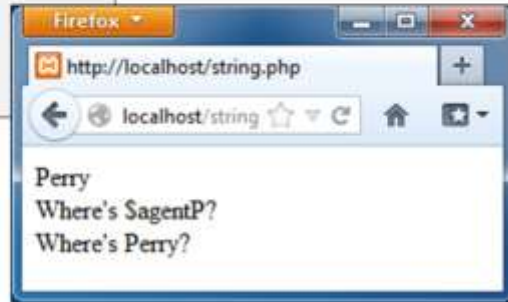 Firefox
http://localhost/string.php
+
localhost/string
Perry
Where's $agentP?
Where's Perry?